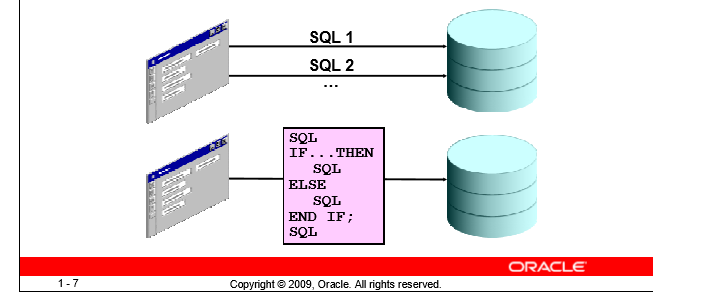 SQL 1
SQL 2
...
SQL
IF...THEN
SQL
ELSE
SQL
END IF;
SQL
ORACLE
1 - 7
Copyright © 2009, Oracle. All rights reserved.